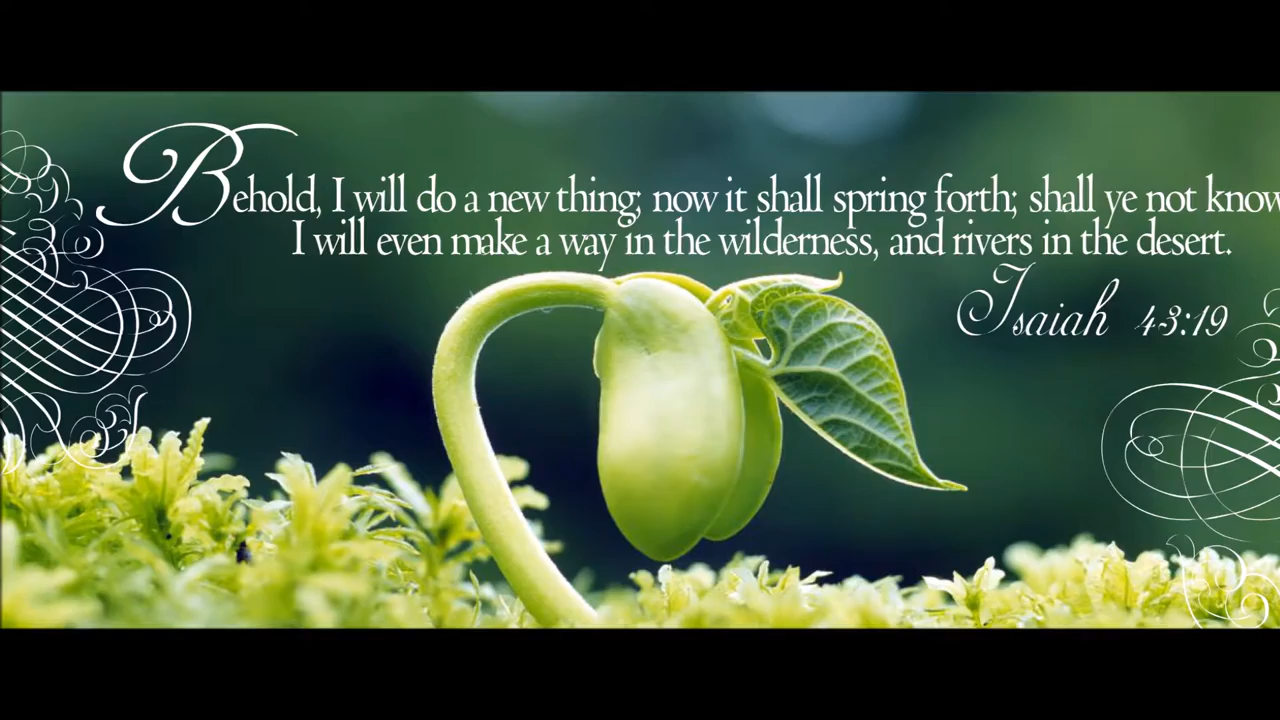 Behold, I will do a new thing; now it shall spring forth; shall ye not know
I will even make a way in the wilderness, and rivers in the desert.
Isaiah 43:19